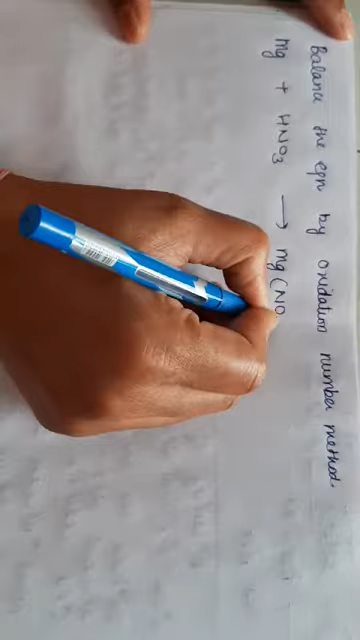 Balance the eqn by oxidation number method.
Mg + HNO3 → Mg(NO